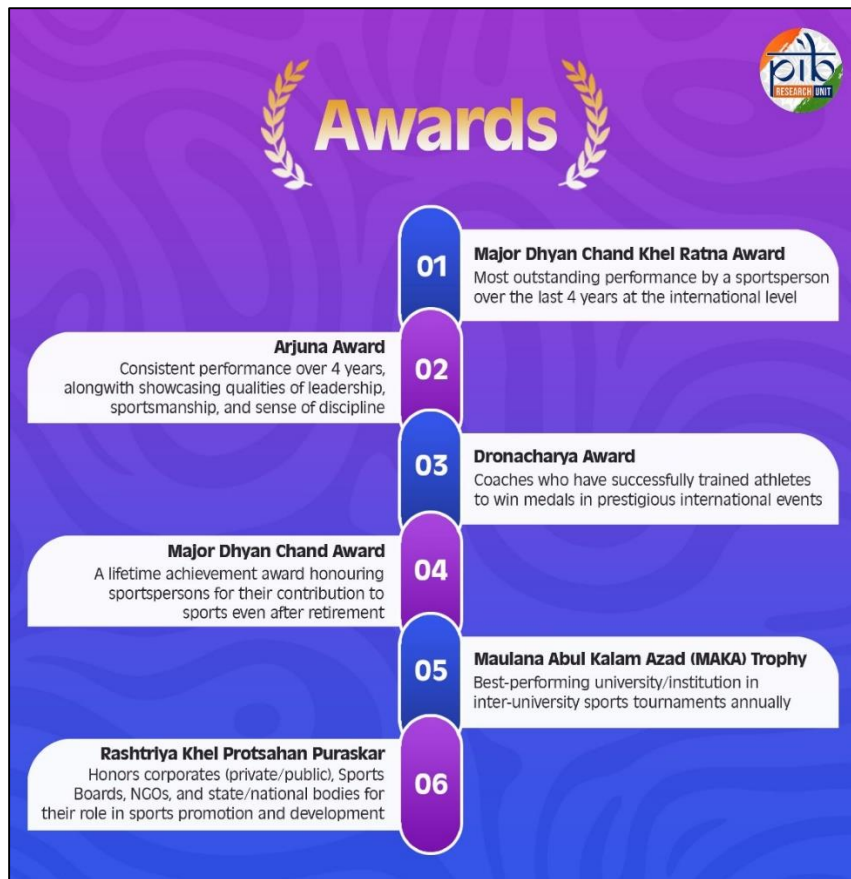 pib
RESEARCH UNIT
Awards
01
Major Dhyan Chand Khel Ratna Award
Most outstanding performance by a sportsperson
over the last 4 years at the international level
Arjuna Award
Consistent performance over 4 years,
alongwith showcasing qualities of leadership,
sportsmanship, and sense of discipline
02
03
Dronacharya Award
Coaches who have successfully trained athletes
to win medals in prestigious international events
Major Dhyan Chand Award
A lifetime achievement award honouring
sportspersons for their contribution to
sports even after retirement
04
05
Maulana Abul Kalam Azad (MAKA) Trophy
Best-performing university/institution in
inter-university sports tournaments annually
Rashtriya Khel Protsahan Puraskar
Honors corporates (private/public), Sports
Boards, NGOs, and state/national bodies for
their role in sports promotion and development
06